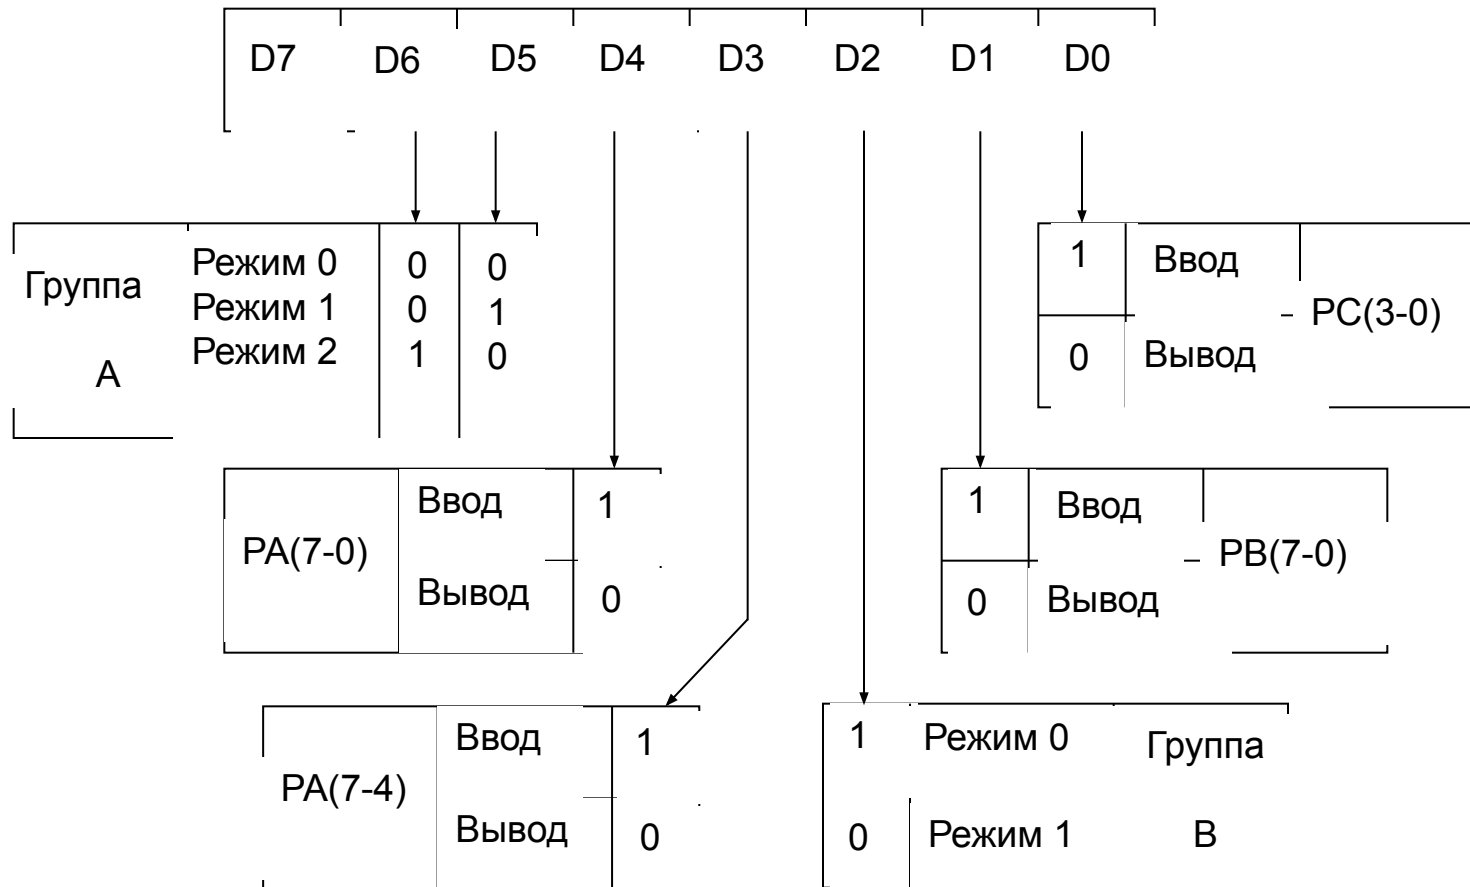 D7 D6 D5 D4 D3 D2 D1 D0
Группа
А
Режим 0 0 0
Режим 1 0 1
Режим 2 1 0
1 Ввод
0 Вывод
PC(3-0)
PA(7-0)
Ввод 1
Вывод 0
1 Ввод
0 Вывод
PB(7-0)
PA(7-4)
Ввод 1
Вывод 0
1 Режим 0
0 Режим 1
Группа
В